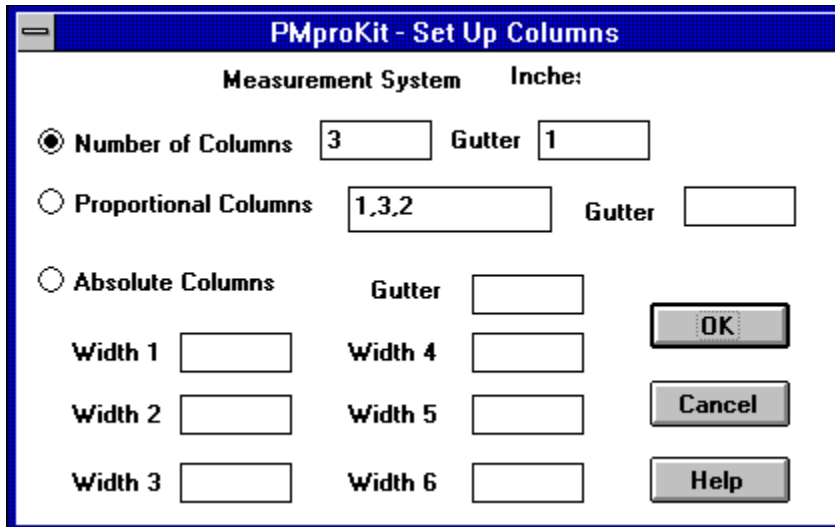 PMproKit - Set Up Columns
Measurement System Inches
Number of Columns 3 Gutter 1
Proportional Columns 1,3,2 Gutter
Absolute Columns Gutter
OK
Width 1 Width 4
Cancel
Width 2 Width 5
Width 3 Width 6 Help